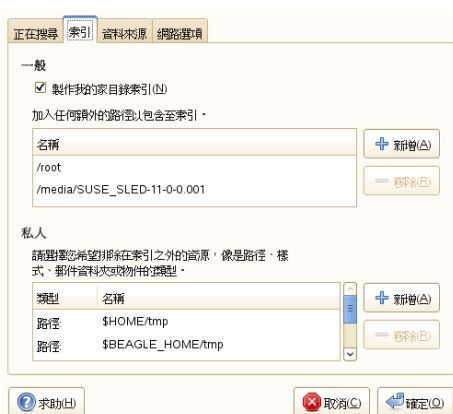 正在搜尋 索引 資料來源 網路選項
一般
製作我的家目錄索引(N)
加入任何額外的路徑以包含至索引。
名稱
新增(A)
/root
/media/SUSE_SLED-11-0-0.001
移除(R)
私人
請選擇您希望排除在索引之外的資源，像是路徑、樣
式、郵件資料夾或物件的類型。
類型 名稱
新增(A)
路徑: $HOME/tmp
路徑: $BEAGLE_HOME/tmp
移除(R)
求助(H) 取消(C) 確定(O)